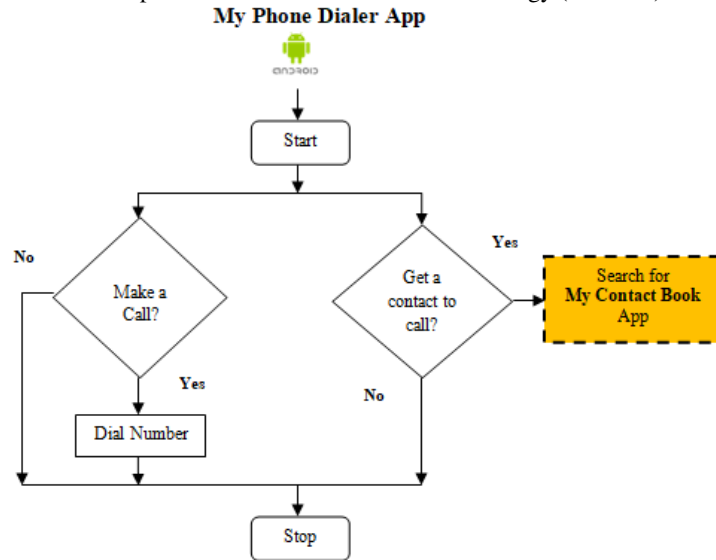 My Phone Dialer App
ANDROID
Start
No
Make a
Call?
Yes
Dial Number
Get a
contact to
call?
Yes
No
Search for
My Contact Book
App
Stop